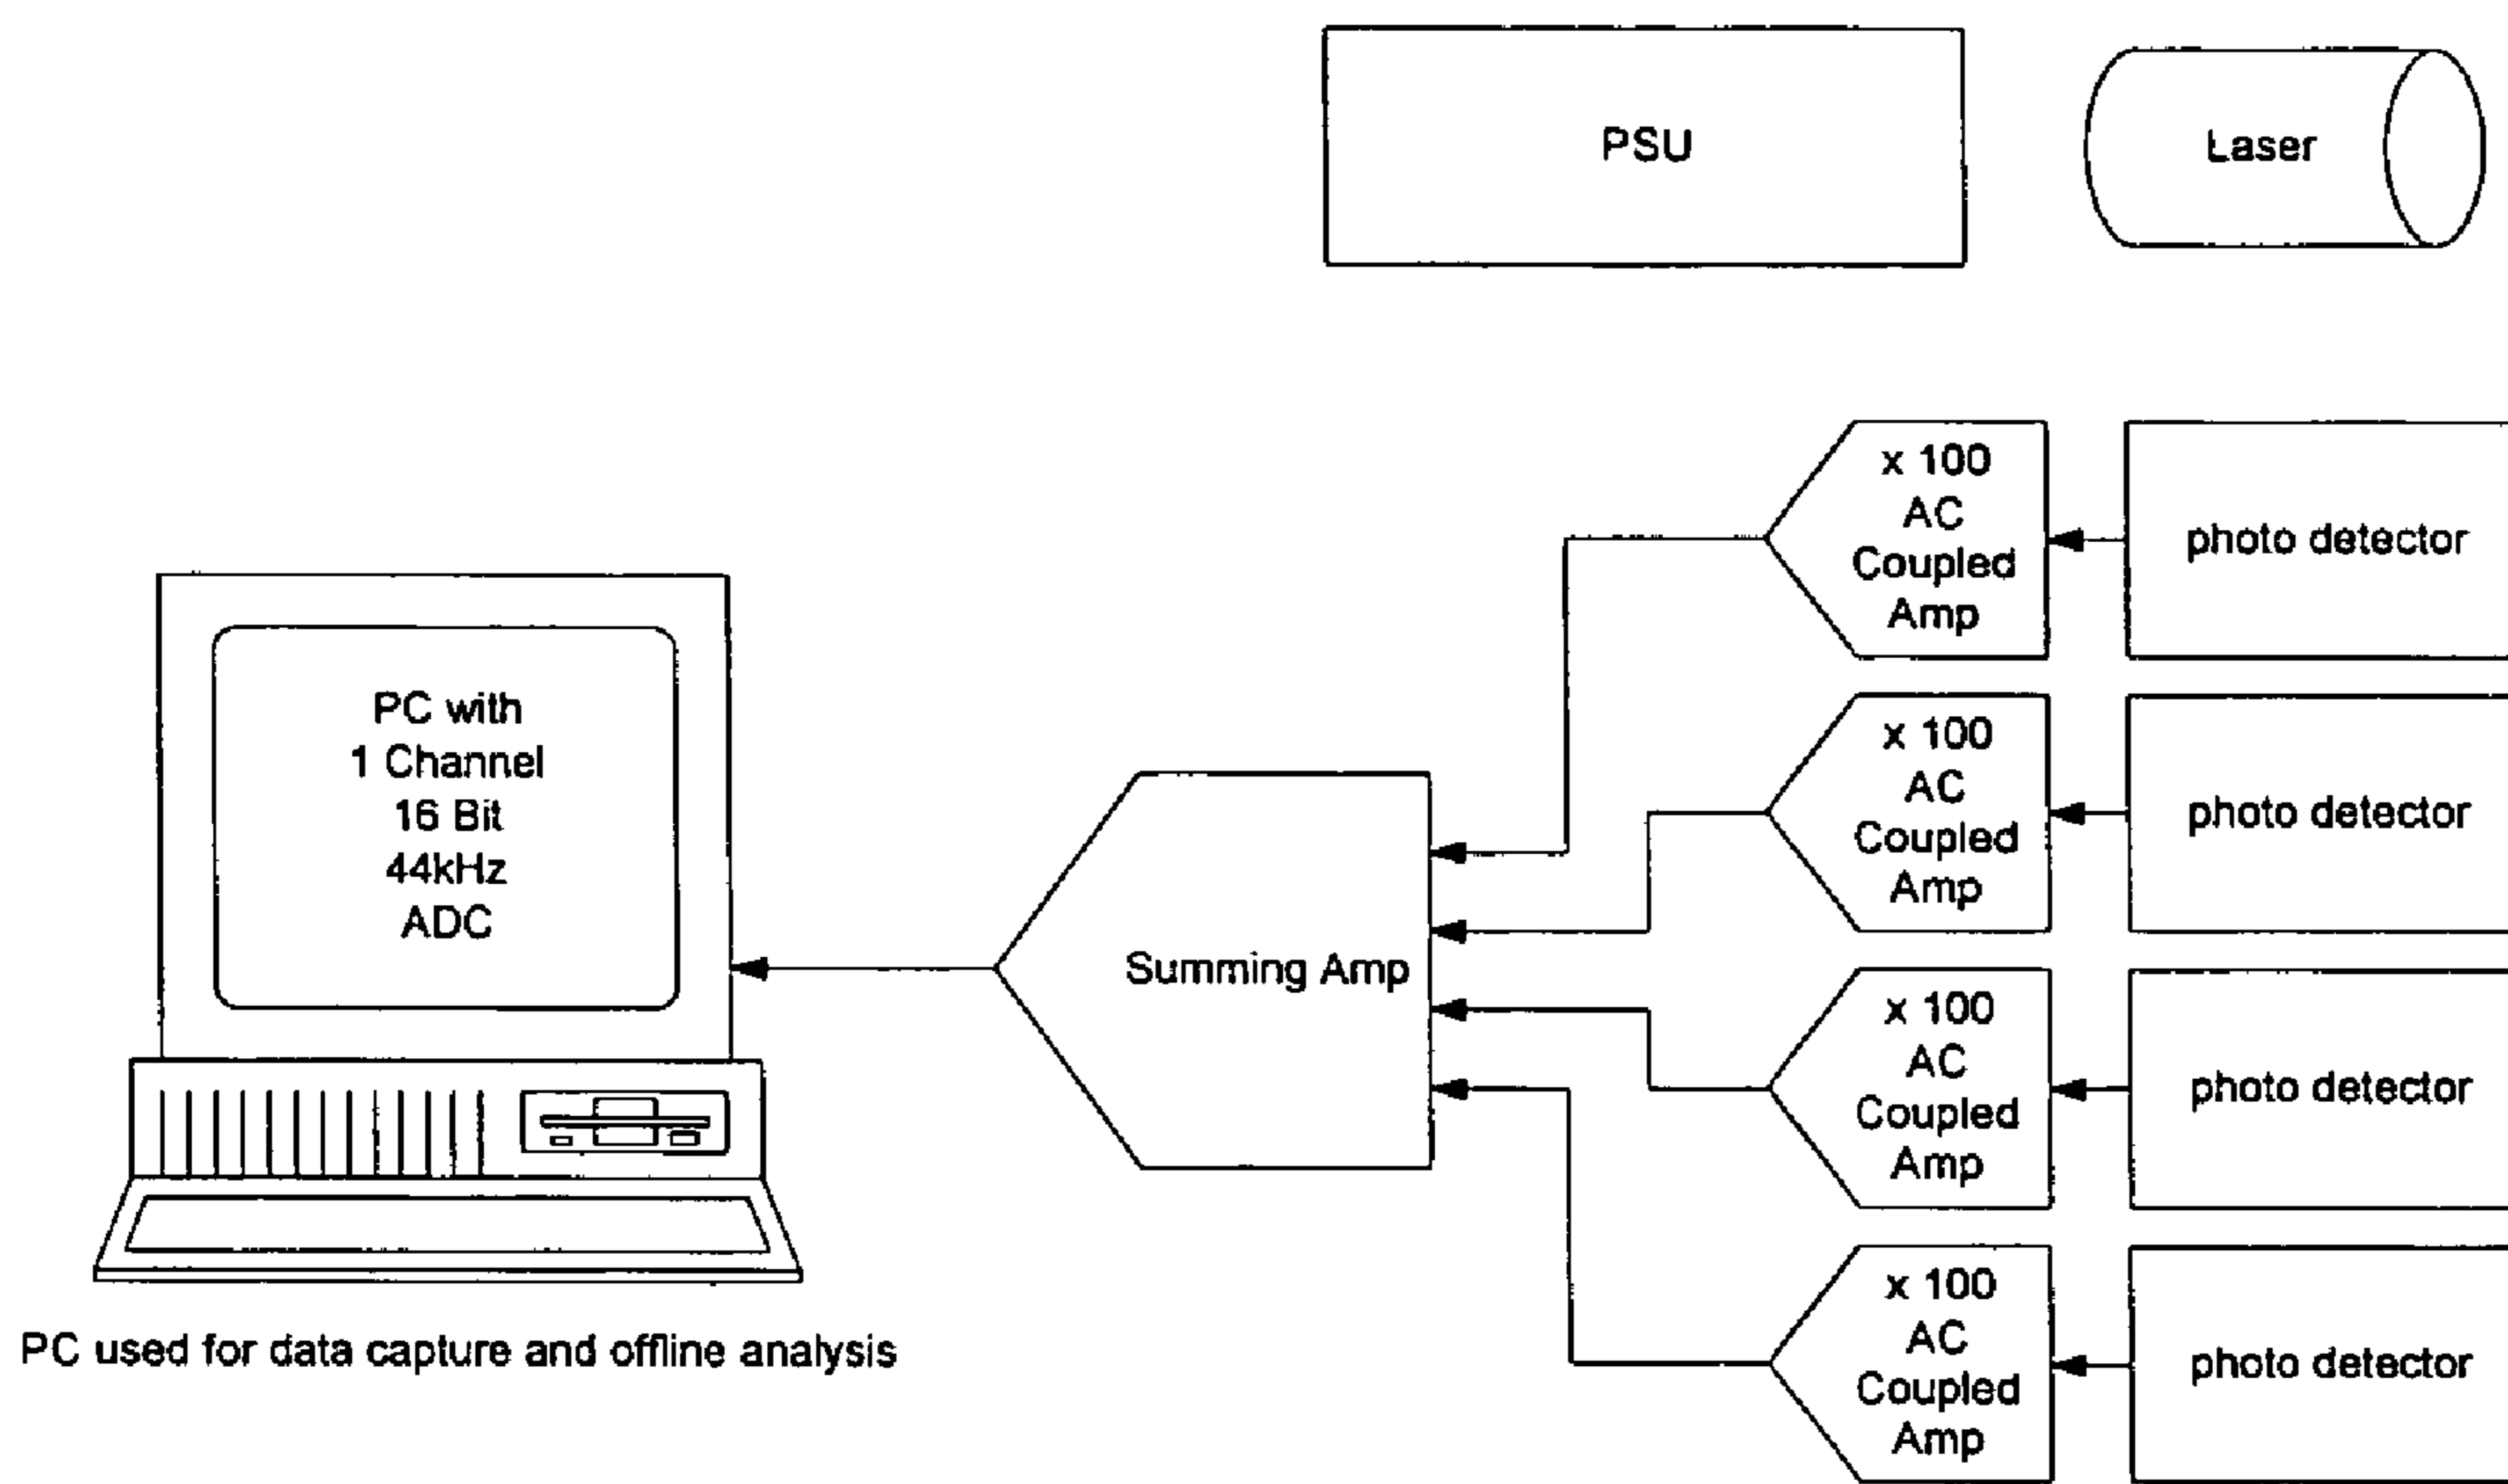 PSU
Laser
x 100
AC
Coupled
Amp
photo detector
x 100
AC
Coupled
Amp
photo detector
PC with
1 Channel
16 Bit
44kHz
ADC
Summing Amp
x 100
AC
Coupled
Amp
photo detector
x 100
AC
Coupled
Amp
photo detector
PC used for data capture and offline analysis